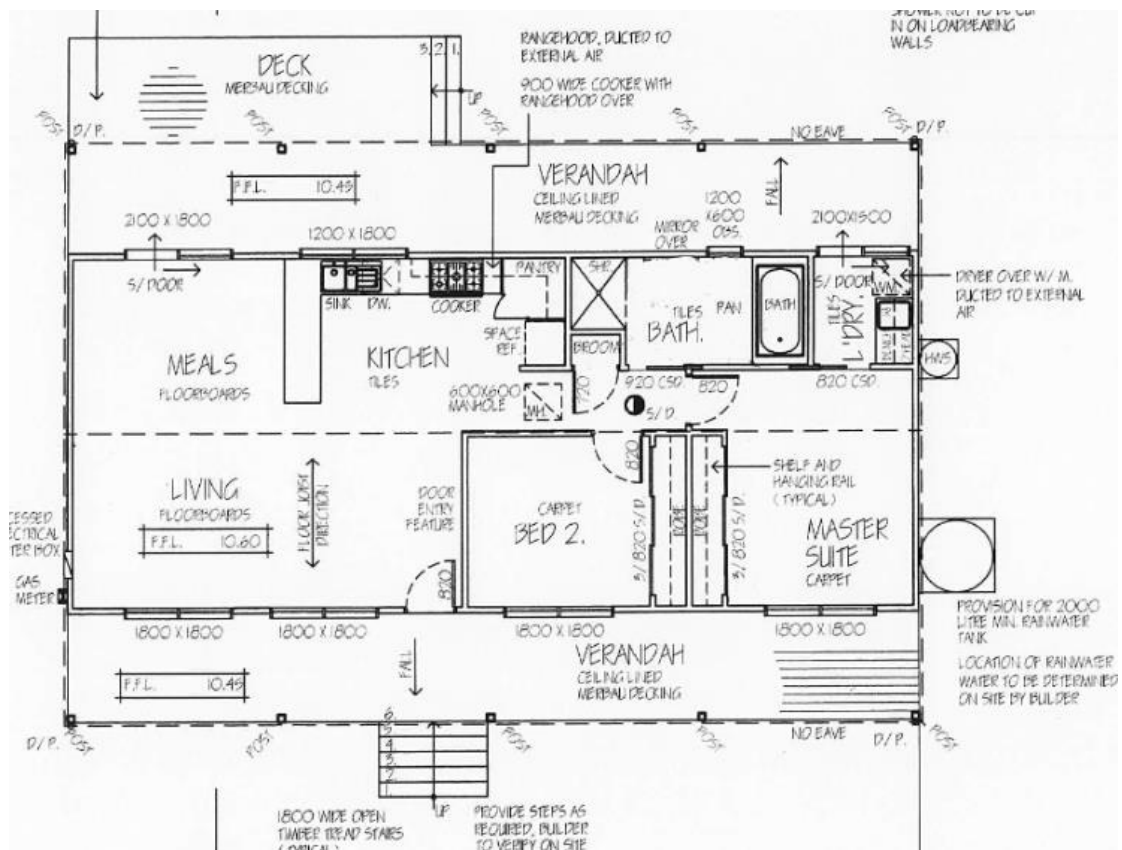 SHOWER NOT TO BE CUT
IN ON LOADBEARING
WALLS
RANGEHOOD, DUCTED TO
EXTERNAL AIR
900 WIDE COOKER WITH
RANGEHOOD OVER
DECK
MERBAU DECKING
3. 2. 1.
UP
POST
D/P.
POST
POST
POST
NO EAVE
POST
D/P.
F.F.L. 10.45
VERANDAH
CEILING LINED
MERBAU DECKING
FALL
2100 X 1800
1200 X 1800
MIRROR
OVER
1200
X600
OBS.
2100X1500
S/DOOR
SINK
DW.
COOKER
PANTRY
SHR.
TILES
PAN
BATH.
BATH
S/DOOR
TILES
L'DRY.
WM
DRYER OVER W/M.
DUCTED TO EXTERNAL
AIR
HWS
MEALS
FLOORBOARDS
KITCHEN
TILES
SPACE
REF.
BROOM
600X600
MANHOLE
MH.
720
920 CSD
820
820 CSD
S/D.
LIVING
FLOORBOARDS
F.F.L. 10.60
FLOOR JOIST
DIRECTION
DOOR
ENTRY
FEATURE
820
820
CARPET
BED 2.
3/820 S/D.
ROBE
ROBE
3/820 S/D.
SHELF AND
HANGING RAIL
(TYPICAL)
MASTER
SUITE
CARPET
GAS
METER
1800 X 1800
1800 X 1800
1800 X 1800
1800 X 1800
PROVISION FOR 2000
LITRE MIN. RAINWATER
TANK
LOCATION OF RAINWATER
WATER TO BE DETERMINED
ON SITE BY BUILDER
F.F.L. 10.45
FALL
VERANDAH
CEILING LINED
MERBAU DECKING
D/P.
POST
POST
POST
POST
NO EAVE
D/P.
POST
6.
5.
4.
3.
2.
1.
UP
1800 WIDE OPEN
TIMBER TREAD STAIRS
(TYPICAL)
PROVIDE STEPS AS
REQUIRED, BUILDER
TO VERIFY ON SITE